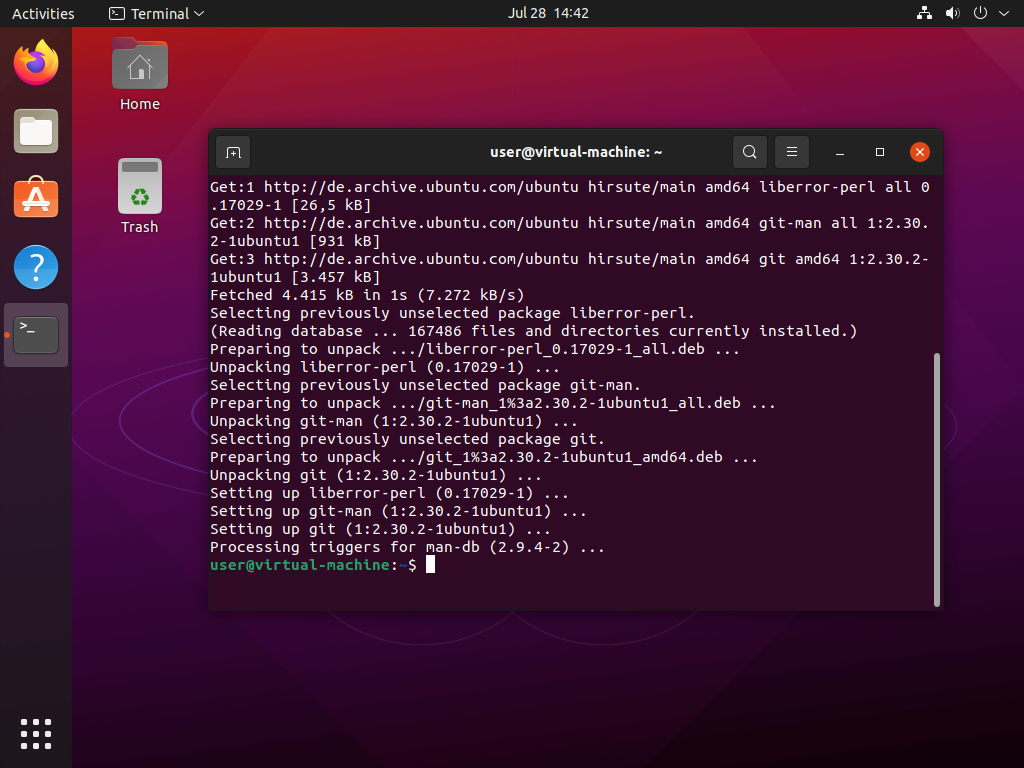 Activities
Terminal
Jul 28 14:42
Home
Trash
user@virtual-machine: ~
Get:1 http://de.archive.ubuntu.com/ubuntu hirsute/main amd64 liberror-perl all 0
.17029-1 [26,5 kB]
Get:2 http://de.archive.ubuntu.com/ubuntu hirsute/main amd64 git-man all 1:2.30.
2-1ubuntu1 [931 kB]
Get:3 http://de.archive.ubuntu.com/ubuntu hirsute/main amd64 git amd64 1:2.30.2-
1ubuntu1 [3.457 kB]
Fetched 4.415 kB in 1s (7.272 kB/s)
Selecting previously unselected package liberror-perl.
(Reading database ... 167486 files and directories currently installed.)
Preparing to unpack .../liberror-perl_0.17029-1_all.deb ...
Unpacking liberror-perl (0.17029-1) ...
Selecting previously unselected package git-man.
Preparing to unpack .../git-man_1%3a2.30.2-1ubuntu1_all.deb ...
Unpacking git-man (1:2.30.2-1ubuntu1) ...
Selecting previously unselected package git.
Preparing to unpack .../git_1%3a2.30.2-1ubuntu1_amd64.deb ...
Unpacking git (1:2.30.2-1ubuntu1) ...
Setting up liberror-perl (0.17029-1) ...
Setting up git-man (1:2.30.2-1ubuntu1) ...
Setting up git (1:2.30.2-1ubuntu1) ...
Processing triggers for man-db (2.9.4-2) ...
user@virtual-machine:~$